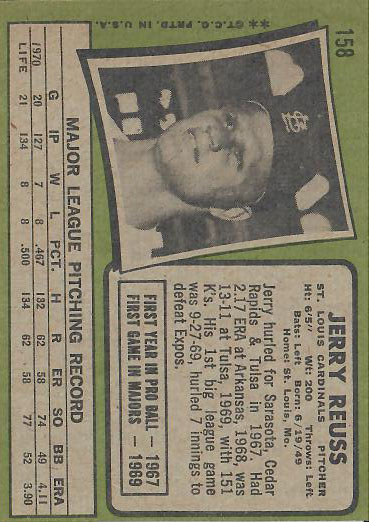 158
JERRY REUSS
ST. LOUIS CARDINALS PITCHER
Ht: 6/5" Wt: 200 Throws: Left
Bats: Left Born: 6/19/49
Home: St. Louis, Mo.
Jerry hurled for Sarasota, Cedar
Rapids & Tulsa in 1967. Had
2.17 ERA at Arkansas, 1968, was
13-11 at Tulsa, 1969, with 151
K's. His 1st big league game
was 9-27-69, hurled 7 innings to
defeat Expos.
FIRST YEAR IN PRO BALL — 1967
FIRST GAME IN MAJORS — 1969
**©T.C.G. PRTD. IN U.S.A.
MAJOR LEAGUE PITCHING RECORD
G IP W L PCT. H R ER SO BB ERA
1970 20 127 7 8 .467 132 62 58 74 49 4.11
LIFE 21 134 8 8 .500 134 62 58 77 52 3.90